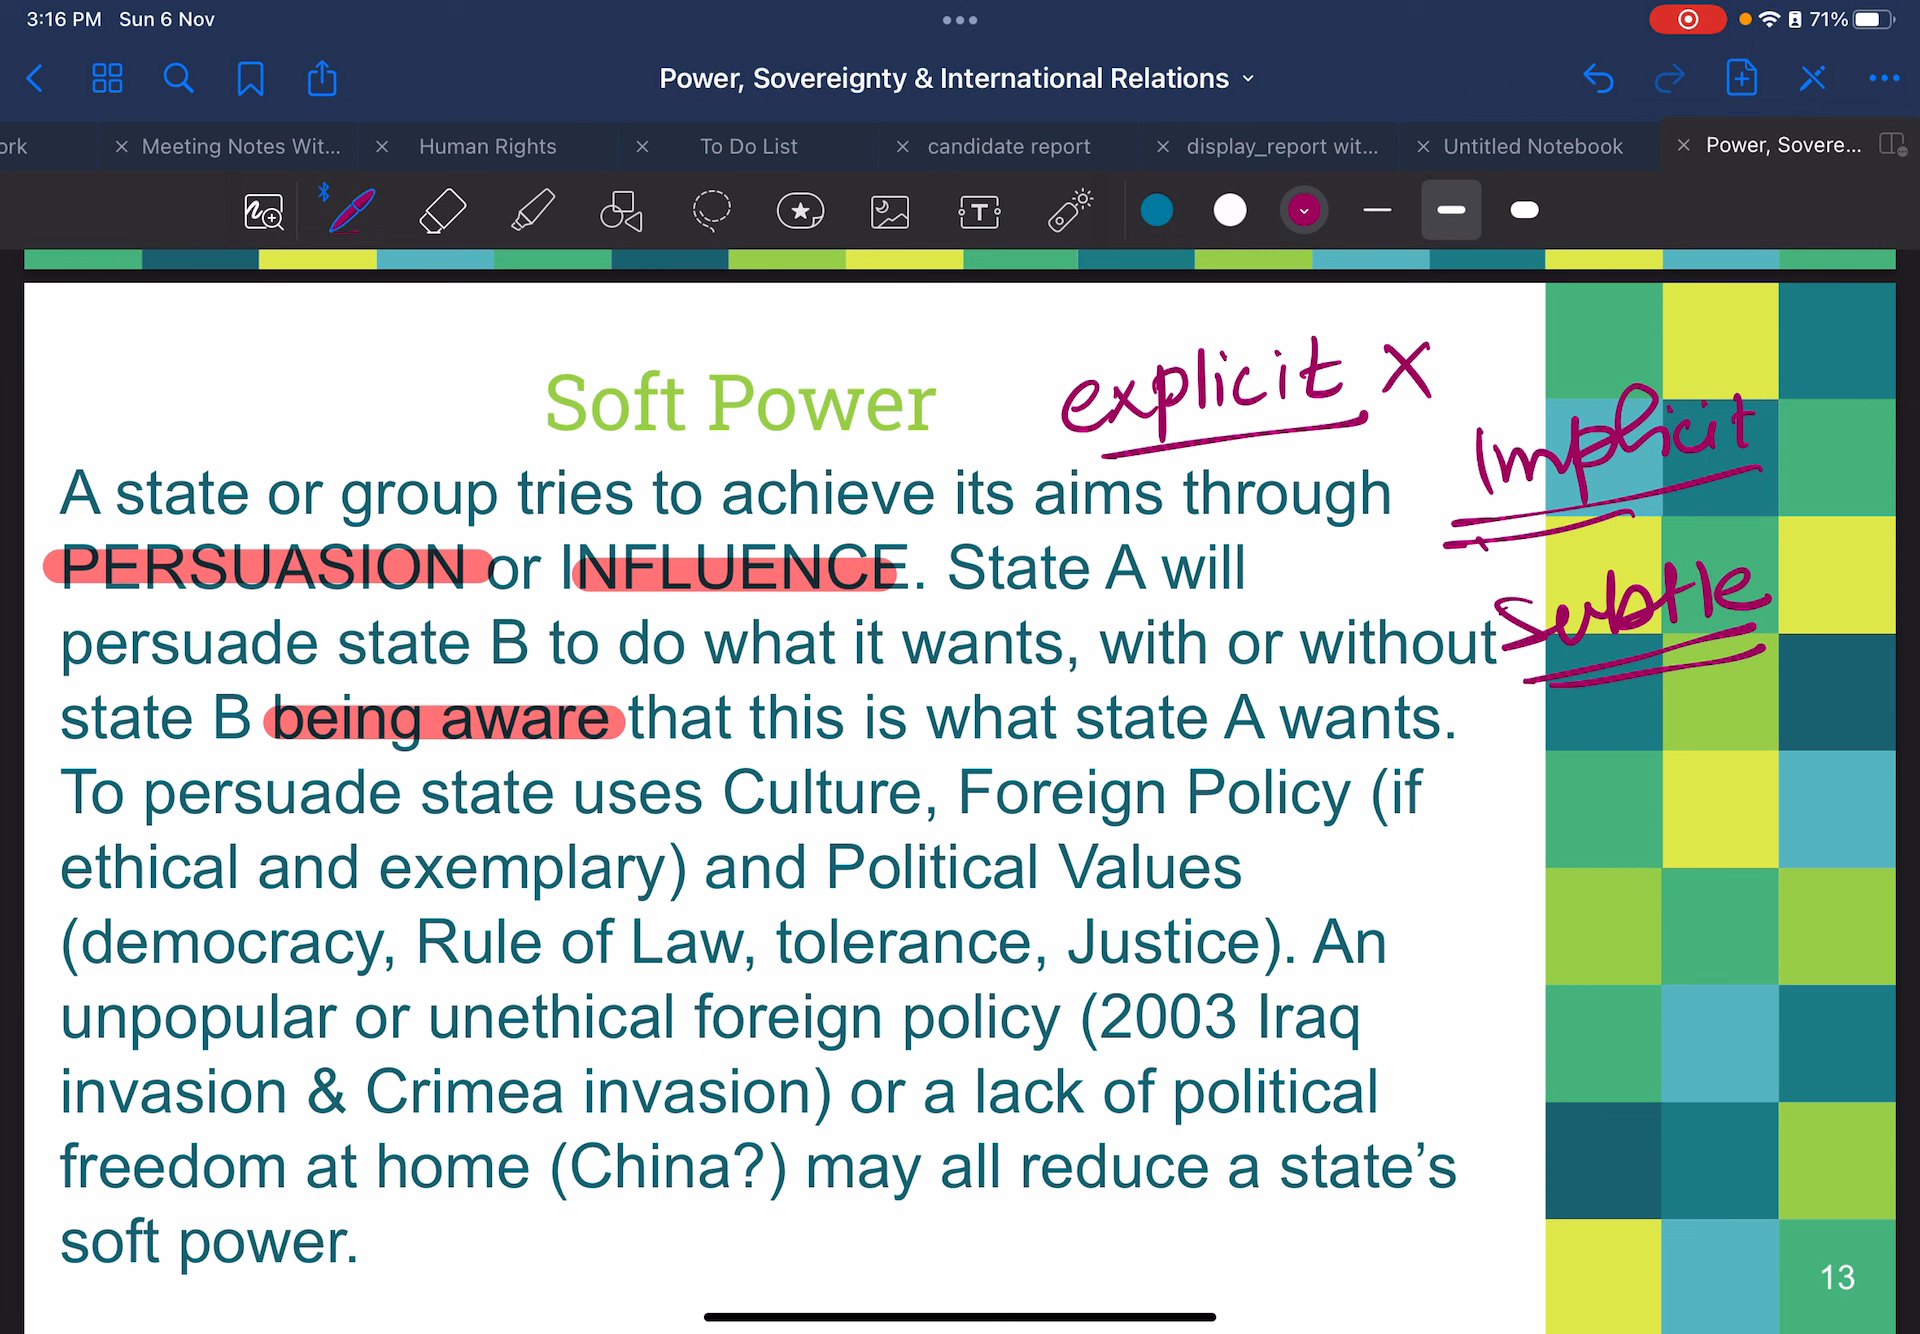 3:16 PM Sun 6 Nov
71%
Power, Sovereignty & International Relations
ork
Meeting Notes Wit...
Human Rights
To Do List
candidate report
display_report wit...
Untitled Notebook
Power, Sovere...
Soft Power
explicit X
Implicit
A state or group tries to achieve its aims through
PERSUASION or INFLUENCE. State A will
subtle
persuade state B to do what it wants, with or without
state B being aware that this is what state A wants.
To persuade state uses Culture, Foreign Policy (if
ethical and exemplary) and Political Values
(democracy, Rule of Law, tolerance, Justice). An
unpopular or unethical foreign policy (2003 Iraq
invasion & Crimea invasion) or a lack of political
freedom at home (China?) may all reduce a state’s
soft power.
13